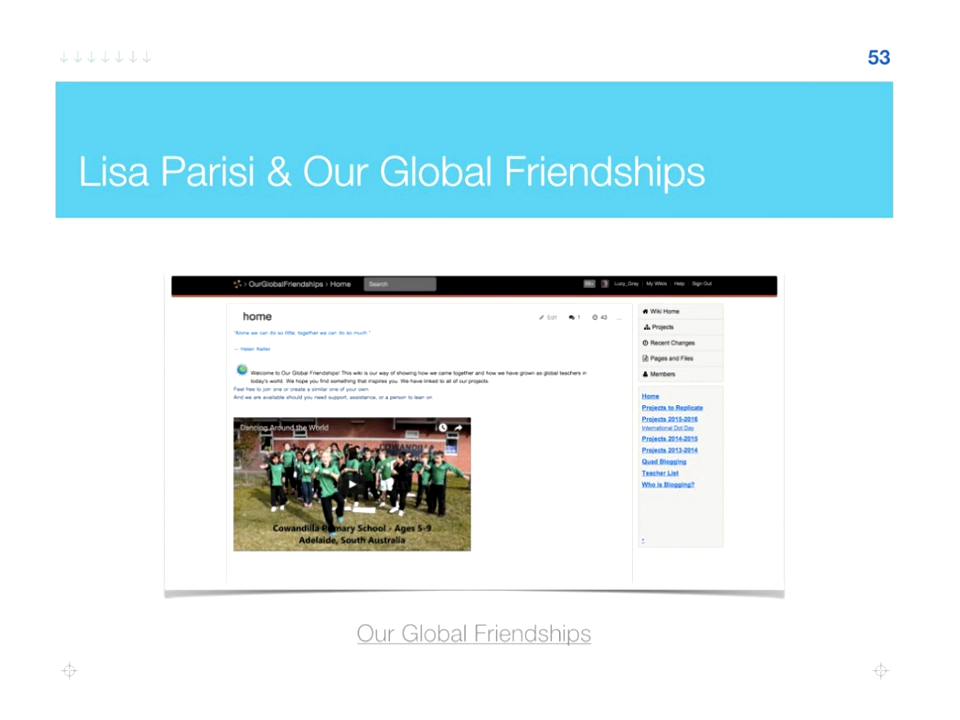 53
Lisa Parisi & Our Global Friendships
OurGlobalFriendships › Home
Search
Lucy_Gray
My Wikis
Help
Sign Out
home
Edit
1
43
...
"Alone we can do so little, together we can do so much."
— Helen Keller
Welcome to Our Global Friendships! This wiki is our way of showing how we came together and how we have grown as global teachers in
today's world. We hope you find something that inspires you. We have linked to all of our projects.
Feel free to join one or create a similar one of your own.
And we are available should you need support, assistance, or a person to lean on.
Dancing Around the World
COWANDILLA
Cowandilla Primary School - Ages 5-9
Adelaide, South Australia
Wiki Home
Projects
Recent Changes
Pages and Files
Members
Home
Projects to Replicate
Projects 2015-2016
International Dot Day
Projects 2014-2015
Projects 2013-2014
Quad Blogging
Teacher List
Who is Blogging?
Our Global Friendships